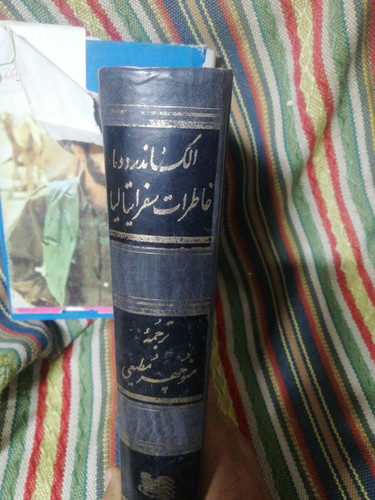 الکساندر دوما
خاطرات سفر ایتالیا
ترجمهٔ
منوچهر مطیعی